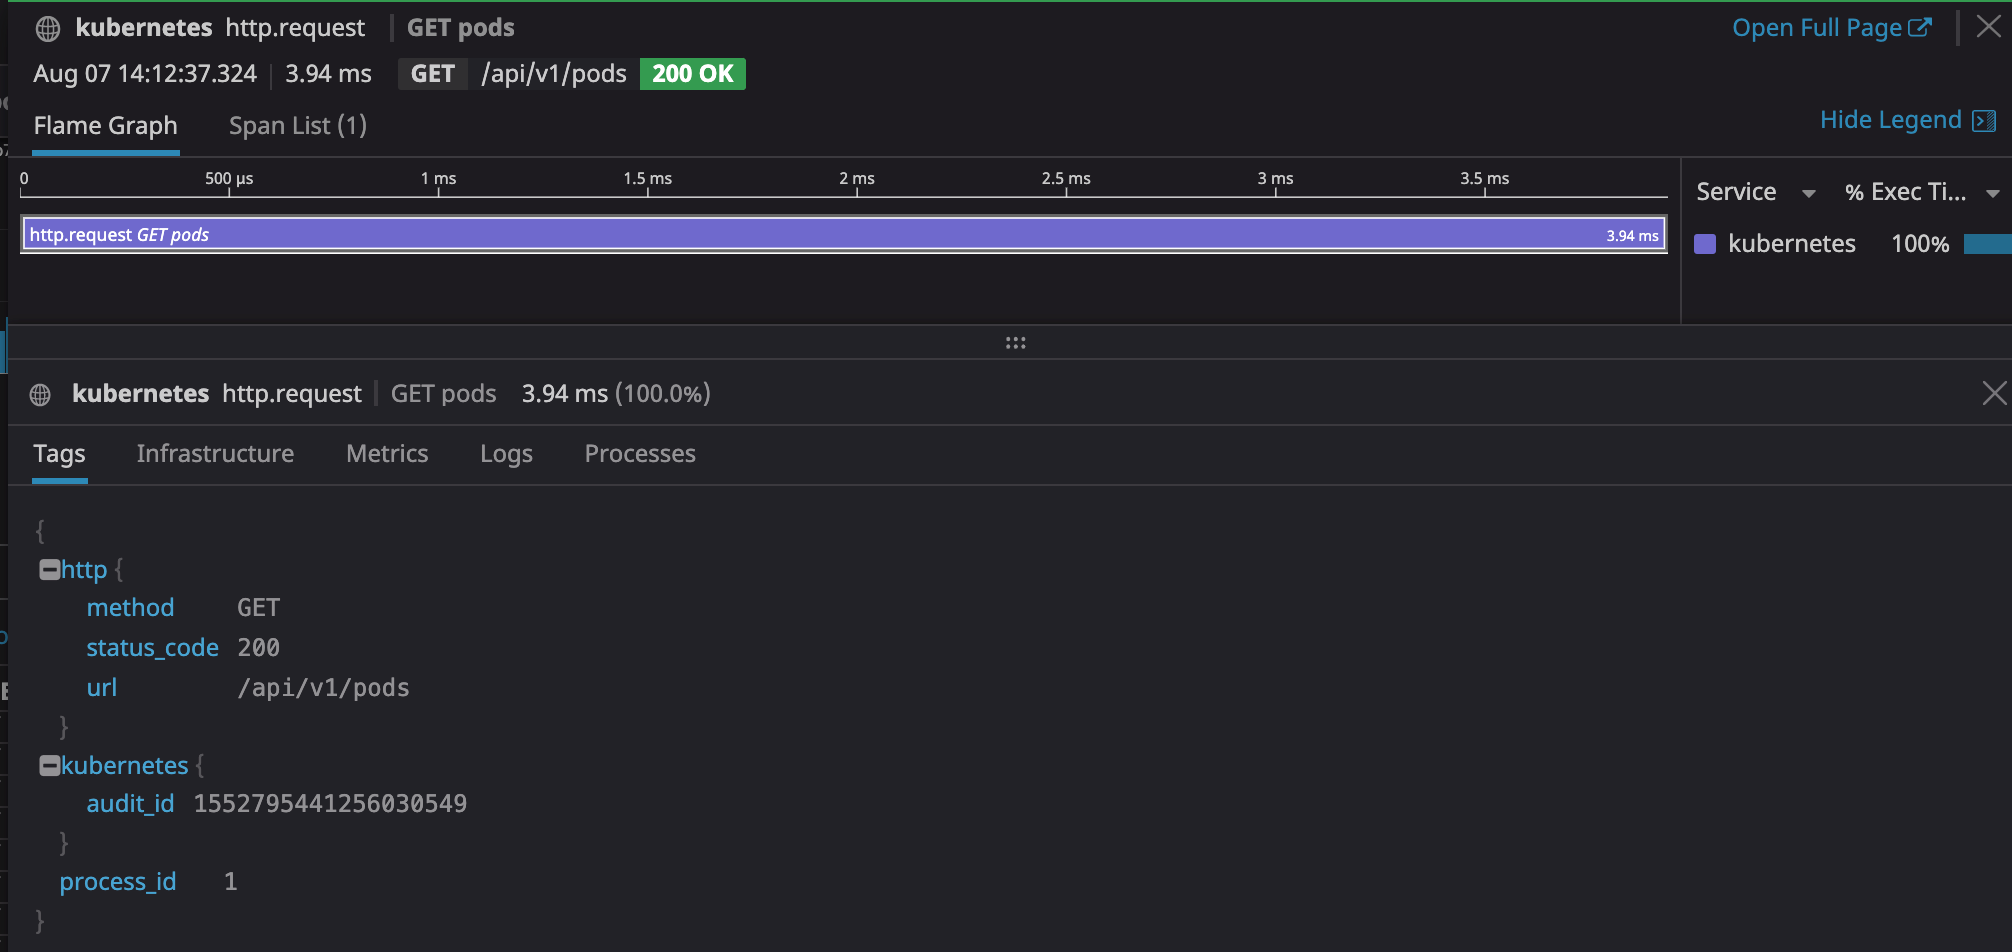 kubernetes http.request | GET pods
Open Full Page
Aug 07 14:12:37.324 | 3.94 ms GET /api/v1/pods 200 OK
Flame Graph Span List (1)
Hide Legend
0 500 µs 1 ms 1.5 ms 2 ms 2.5 ms 3 ms 3.5 ms
Service % Exec Ti...
http.request GET pods 3.94 ms
kubernetes 100%
kubernetes http.request | GET pods 3.94 ms (100.0%)
Tags Infrastructure Metrics Logs Processes
{
http {
method GET
status_code 200
url /api/v1/pods
}
kubernetes {
audit_id 1552795441256030549
}
process_id 1
}